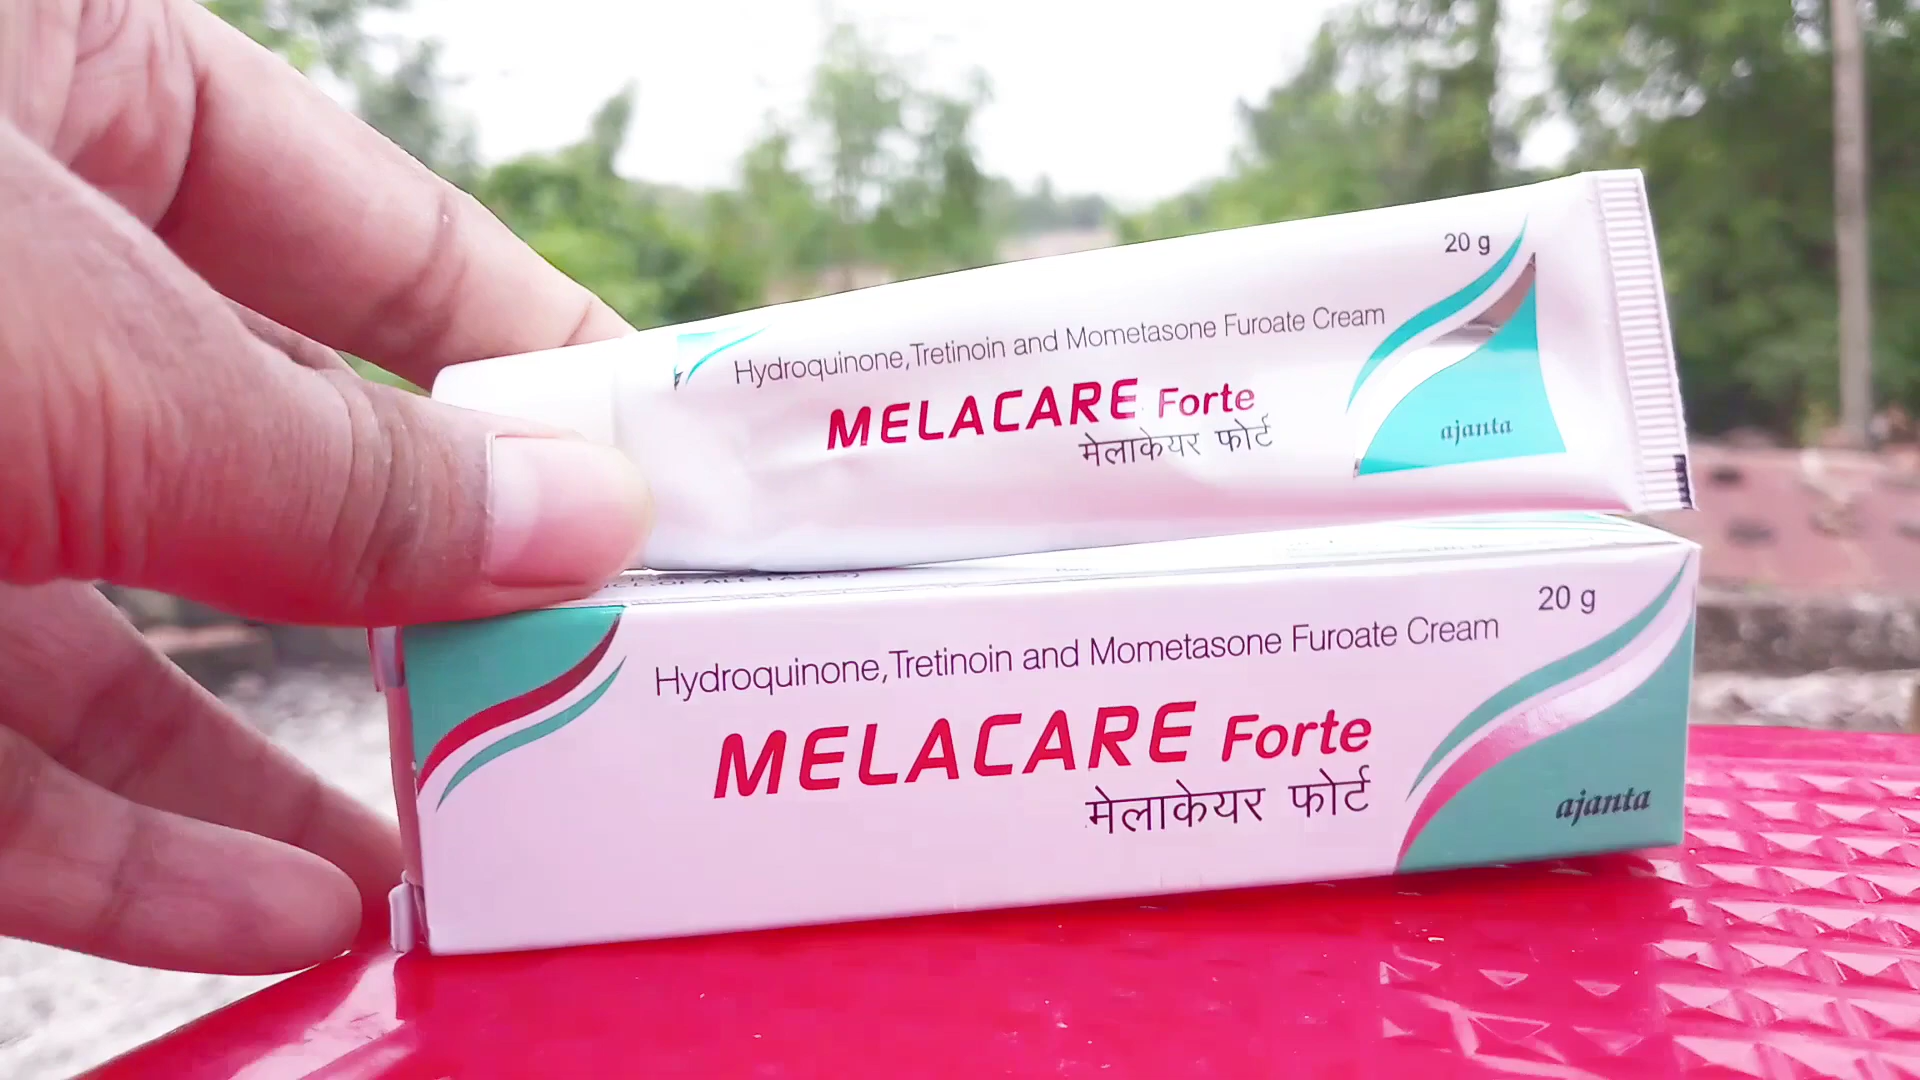 20 g
Hydroquinone, Tretinoin and Mometasone Furoate Cream
MELACARE Forte
मेलाकेयर फोर्ट
ajanta
20 g
Hydroquinone, Tretinoin and Mometasone Furoate Cream
MELACARE Forte
मेलाकेयर फोर्ट
ajanta